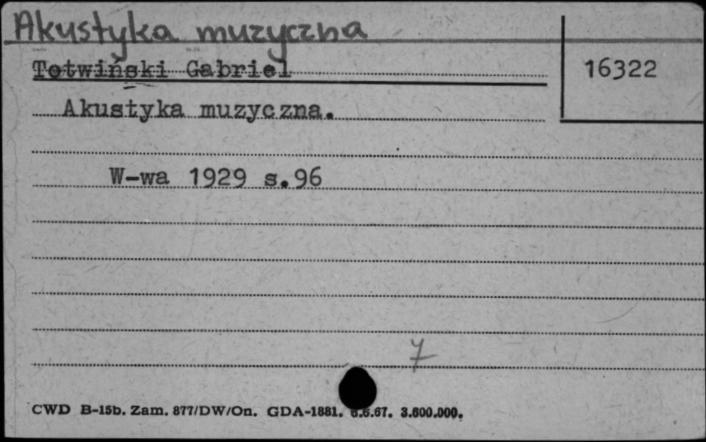 Akustyka muzyczna
Totwiński Gabriel
16322
Akustyka muzyczna.
W-wa 1929 s.96
7
CWD B-15b. Zam. 877/DW/On. GDA-1881. 6.6.67. 3.600.000.